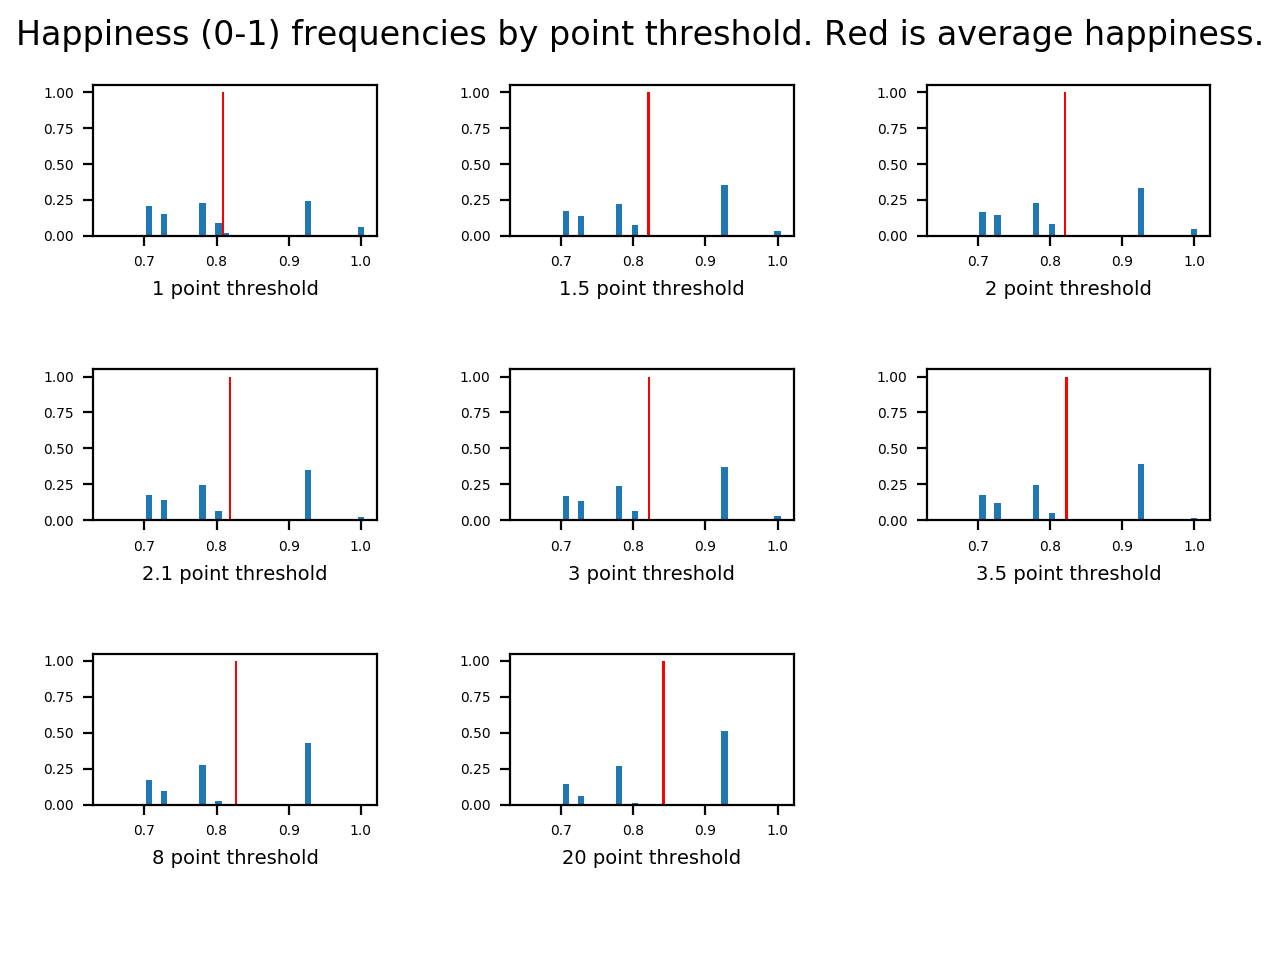 Happiness (0-1) frequencies by point threshold. Red is average happiness.
1.00 1.00 1.00
0.75 0.75 0.75
0.50 0.50 0.50
0.25 0.25 0.25
0.00 0.00 0.00
0.7 0.8 0.9 1.0 0.7 0.8 0.9 1.0 0.7 0.8 0.9 1.0
1 point threshold 1.5 point threshold 2 point threshold
1.00 1.00 1.00
0.75 0.75 0.75
0.50 0.50 0.50
0.25 0.25 0.25
0.00 0.00 0.00
0.7 0.8 0.9 1.0 0.7 0.8 0.9 1.0 0.7 0.8 0.9 1.0
2.1 point threshold 3 point threshold 3.5 point threshold
1.00 1.00
0.75 0.75
0.50 0.50
0.25 0.25
0.00 0.00
0.7 0.8 0.9 1.0 0.7 0.8 0.9 1.0
8 point threshold 20 point threshold